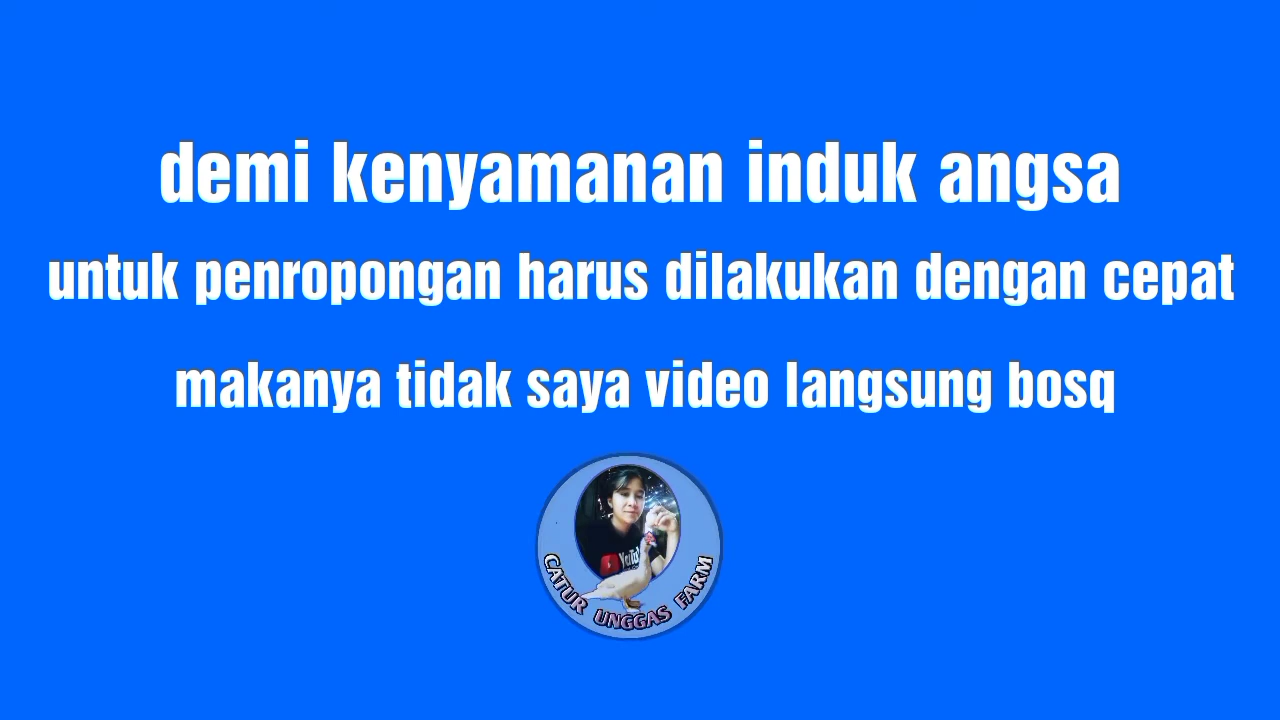 demi kenyamanan induk angsa
untuk penropongan harus dilakukan dengan cepat
makanya tidak saya video langsung bosq
YouTu
CATUR UNGGAS FARM